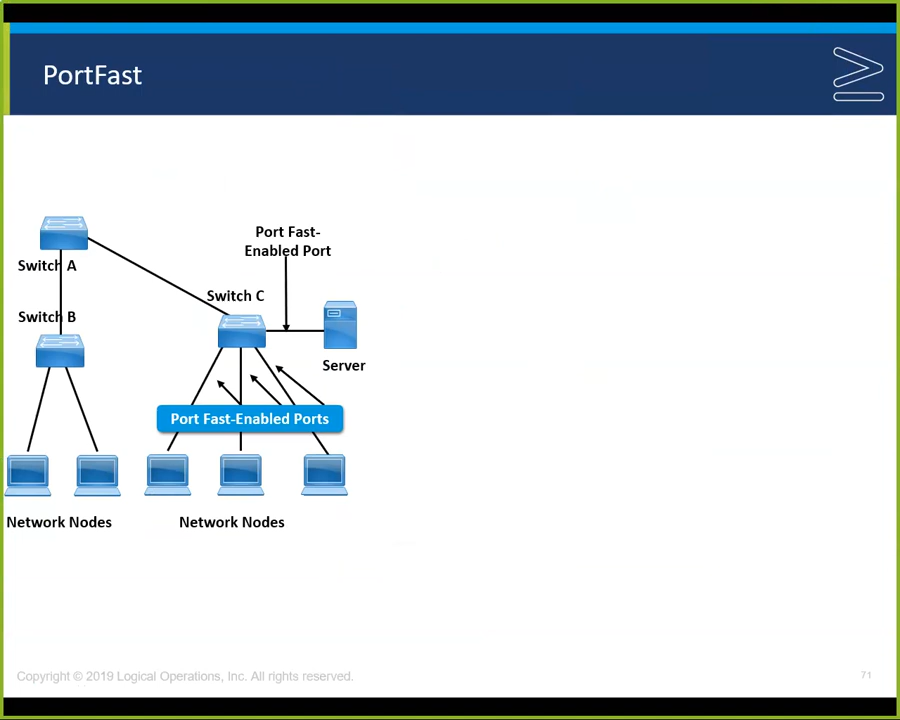 PortFast
Port Fast-
Enabled Port
Switch A
Switch C
Switch B
Server
Port Fast-Enabled Ports
Network Nodes
Network Nodes
Copyright © 2019 Logical Operations, Inc. All rights reserved.
71